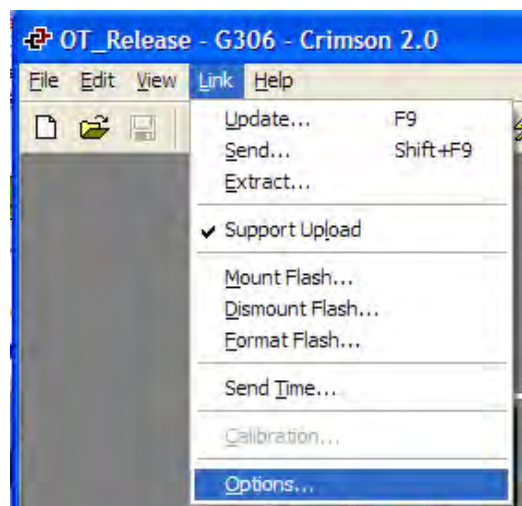 OT_Release - G306 - Crimson 2.0
File Edit View Link Help
Update... F9
Send... Shift+F9
Extract...
Support Upload
Mount Flash...
Dismount Flash...
Format Flash...
Send Time...
Calibration...
Options...